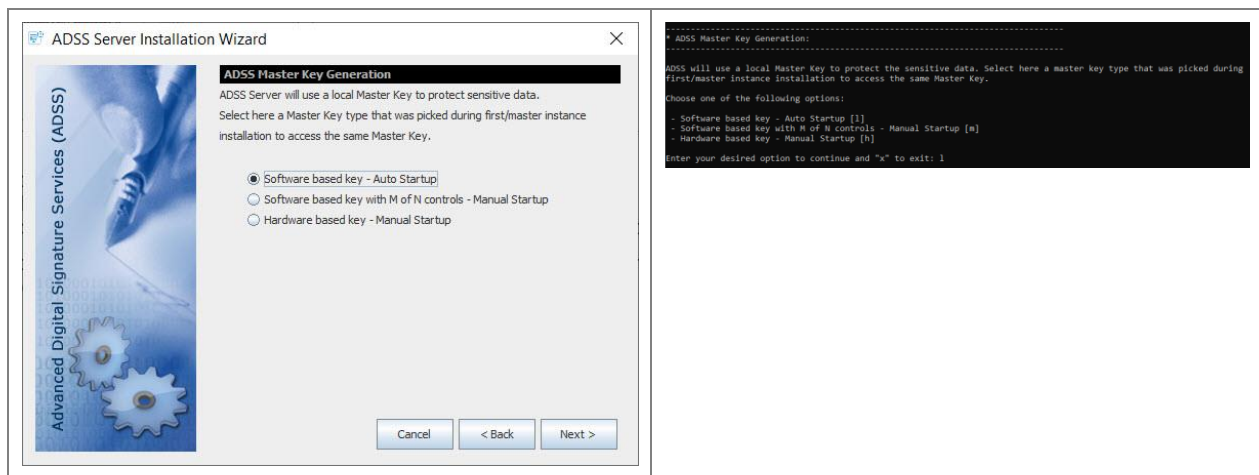 ADSS Server Installation Wizard
Advanced Digital Signature Services (ADSS)
ADSS Master Key Generation
ADSS Server will use a local Master Key to protect sensitive data.
Select here a Master Key type that was picked during first/master instance
installation to access the same Master Key.
Software based key - Auto Startup
Software based key with M of N controls - Manual Startup
Hardware based key - Manual Startup
Cancel
< Back
Next >
--------------------------------------------------------------------------------
* ADSS Master Key Generation:
--------------------------------------------------------------------------------
ADSS will use a local Master Key to protect the sensitive data. Select here a master key type that was picked during
first/master instance installation to access the same Master Key.
Choose one of the following options:
- Software based key - Auto Startup [l]
- Software based key with M of N controls - Manual Startup [m]
- Hardware based key - Manual Startup [h]
Enter your desired option to continue and "x" to exit: l